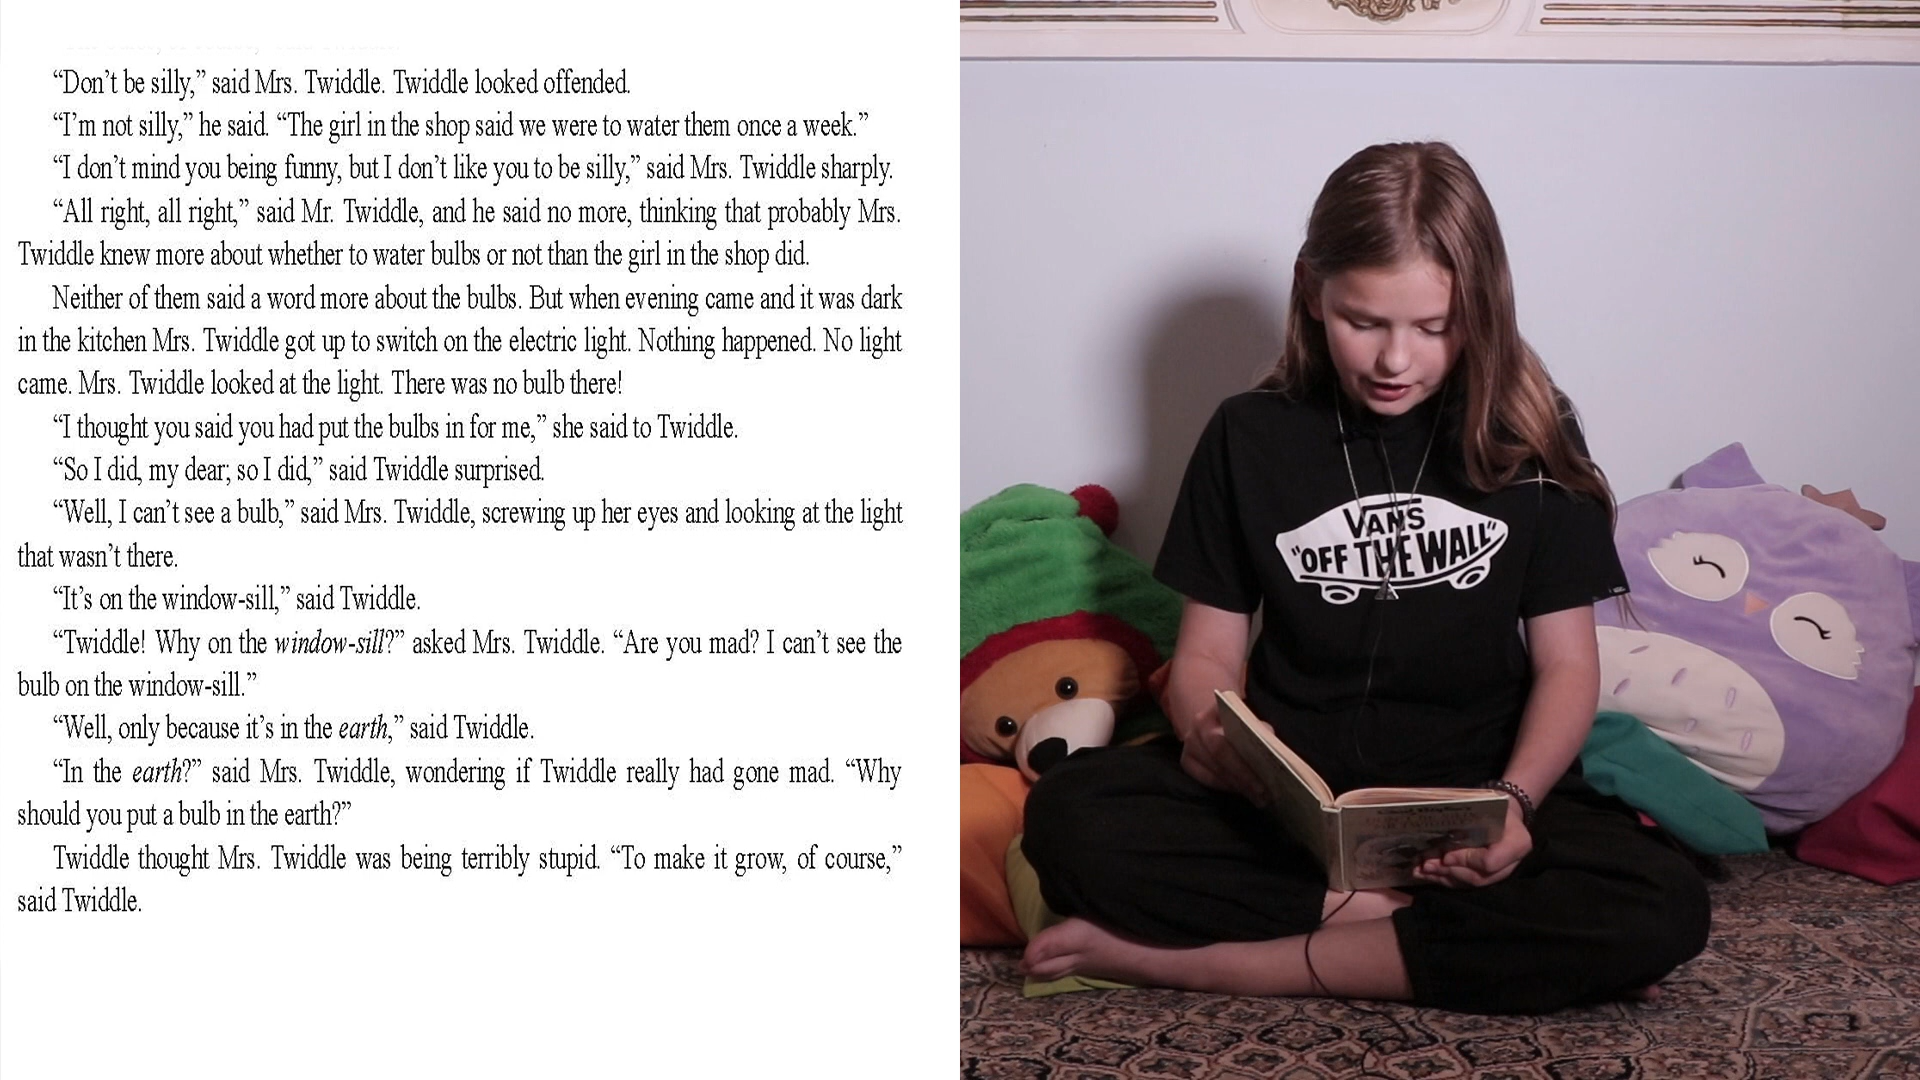 “Don’t be silly,” said Mrs. Twiddle. Twiddle looked offended.
“I’m not silly,” he said. “The girl in the shop said we were to water them once a week.”
“I don’t mind you being funny, but I don’t like you to be silly,” said Mrs. Twiddle sharply.
“All right, all right,” said Mr. Twiddle, and he said no more, thinking that probably Mrs.
Twiddle knew more about whether to water bulbs or not than the girl in the shop did.
Neither of them said a word more about the bulbs. But when evening came and it was dark
in the kitchen Mrs. Twiddle got up to switch on the electric light. Nothing happened. No light
came. Mrs. Twiddle looked at the light. There was no bulb there!
“I thought you said you had put the bulbs in for me,” she said to Twiddle.
“So I did, my dear; so I did,” said Twiddle surprised.
“Well, I can’t see a bulb,” said Mrs. Twiddle, screwing up her eyes and looking at the light
that wasn’t there.
“It’s on the window-sill,” said Twiddle.
“Twiddle! Why on the window-sill?” asked Mrs. Twiddle. “Are you mad? I can’t see the
bulb on the window-sill.”
“Well, only because it’s in the earth,” said Twiddle.
“In the earth?” said Mrs. Twiddle, wondering if Twiddle really had gone mad. “Why
should you put a bulb in the earth?”
Twiddle thought Mrs. Twiddle was being terribly stupid. “To make it grow, of course,”
said Twiddle.
VANS
"OFF THE WALL"